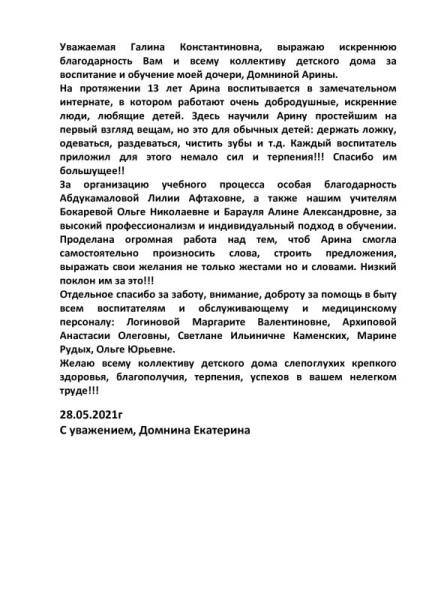 Уважаемая Галина Константиновна, выражаю искреннюю
благодарность Вам и всему коллективу детского дома за
воспитание и обучение моей дочери, Домниной Арины.
На протяжении 13 лет Арина воспитывается в замечательном
интернате, в котором работают очень добродушные, искренние
люди, любящие детей. Здесь научили Арину простейшим на
первый взгляд вещам, но это для обычных детей: держать ложку,
одеваться, раздеваться, чистить зубы и т.д. Каждый воспитатель
приложил для этого немало сил и терпения!!! Спасибо им
большущее!!
За организацию учебного процесса особая благодарность
Абдукамаловой Лилии Афтаховне, а также нашим учителям
Бокаревой Ольге Николаевне и Барауля Алине Александровне, за
высокий профессионализм и индивидуальный подход в обучении.
Проделана огромная работа над тем, чтоб Арина смогла
самостоятельно произносить слова, строить предложения,
выражать свои желания не только жестами но и словами. Низкий
поклон им за это!!!
Отдельное спасибо за заботу, внимание, доброту за помощь в быту
всем воспитателям и обслуживающему и медицинскому
персоналу: Логиновой Маргарите Валентиновне, Архиповой
Анастасии Олеговны, Светлане Ильиничне Каменских, Марине
Рудых, Ольге Юрьевне.
Желаю всему коллективу детского дома слепоглухих крепкого
здоровья, благополучия, терпения, успехов в вашем нелегком
труде!!!
28.05.2021г
С уважением, Домнина Екатерина